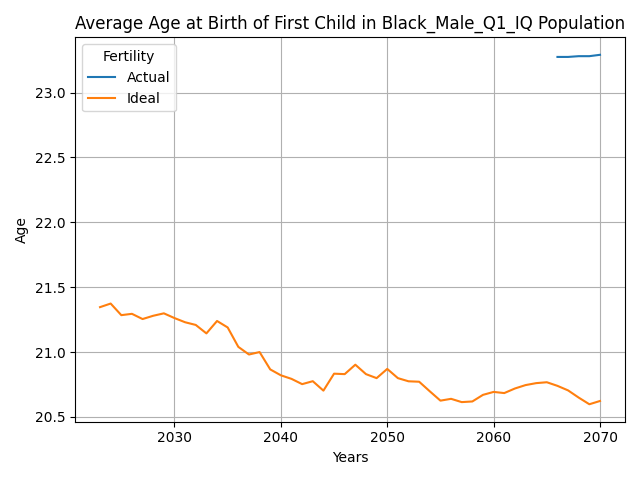 Average Age at Birth of First Child in Black_Male_Q1_IQ Population
Fertility
Actual
Ideal
23.0
22.5
22.0
21.5
21.0
20.5
Age
2030
2040
2050
2060
2070
Years